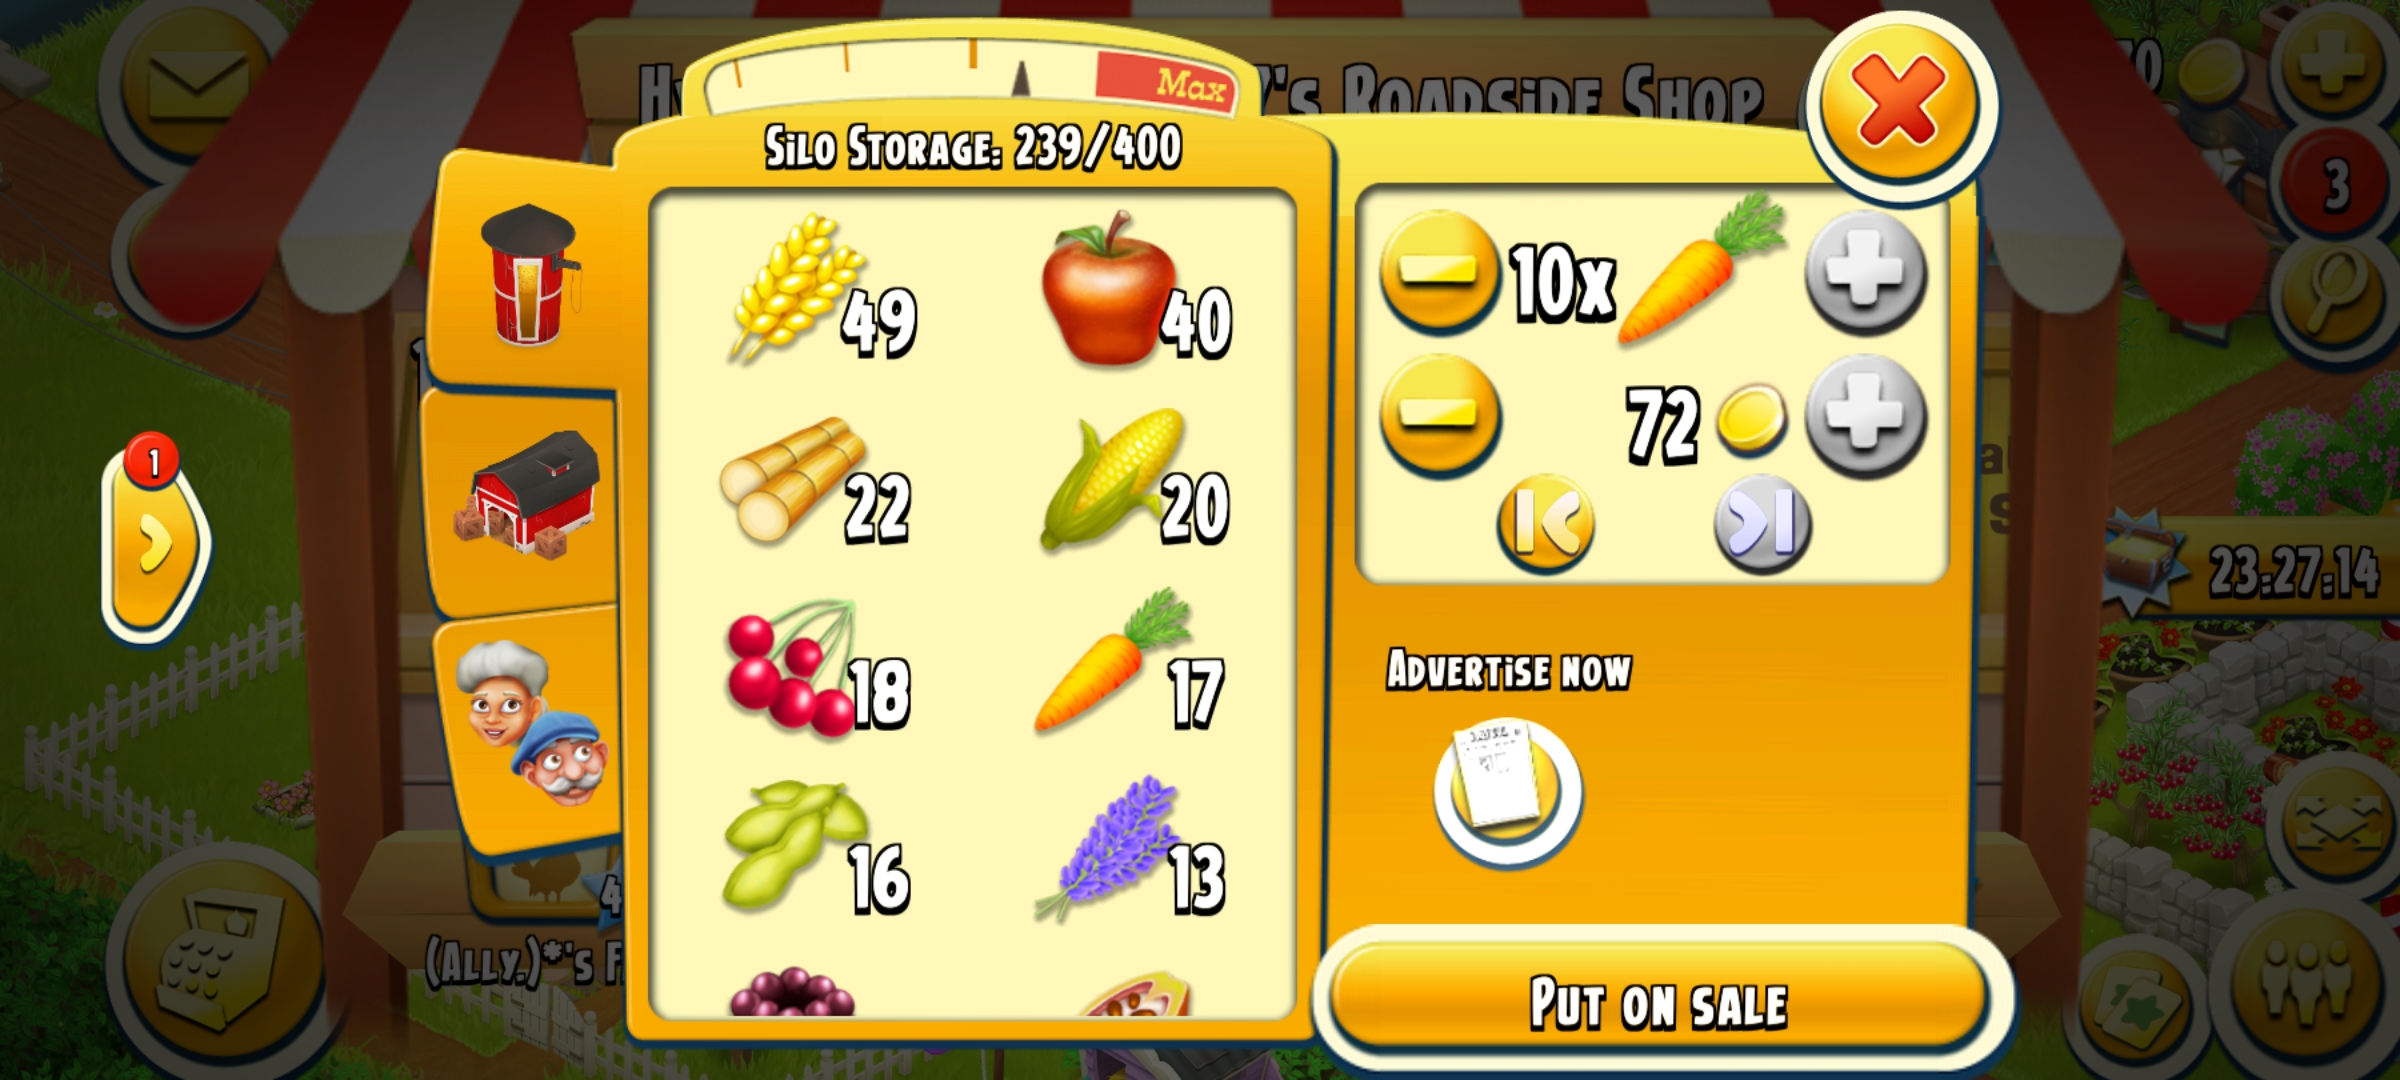 's Roadside Shop
Max
Silo Storage: 239/400
49
40
10x
72
22
20
18
17
16
13
1
3
23:27:14
Advertise now
Put on sale
(Ally.)*'s